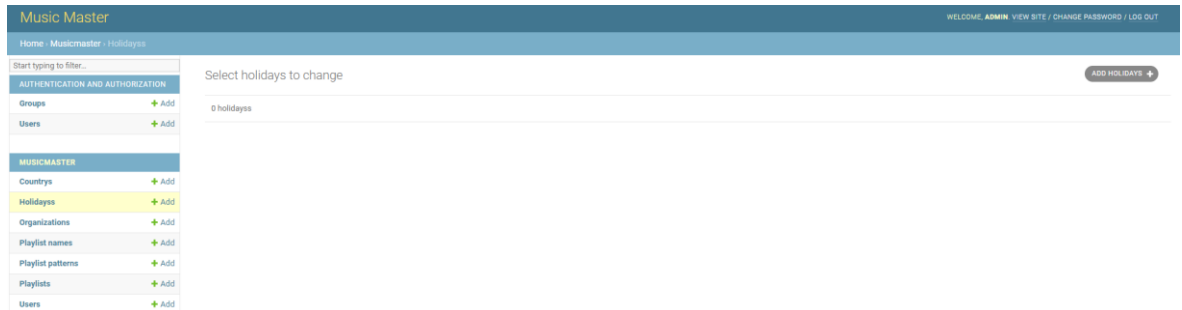 Music Master
WELCOME, ADMIN. VIEW SITE / CHANGE PASSWORD / LOG OUT
Home › Musicmaster › Holidayss
Start typing to filter...
AUTHENTICATION AND AUTHORIZATION
Groups + Add
Users + Add
MUSICMASTER
Countrys + Add
Holidayss + Add
Organizations + Add
Playlist names + Add
Playlist patterns + Add
Playlists + Add
Users + Add
Select holidays to change
ADD HOLIDAYS +
0 holidayss